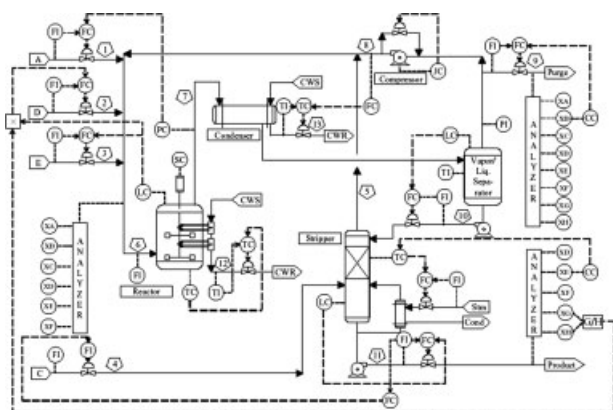 FI
FC
1
A
FI
FC
2
D
FI
FC
3
E
7
PC
SC
LC
CWS
Condenser
TI
TC
13
CWR
8
Compressor
FC
FC
FI
FC
9
Purge
XA
XB
XC
XD
XE
XF
XG
XH
ANALYZER
CC
PI
LC
Vapor/
Liq.
Sepa-
rator
TI
FC
FI
10
5
Stripper
TC
FC
FI
Stm
Cond
LC
CWS
TC
12
CWR
TI
TC
6
FI
Reactor
XA
XC
XD
XE
XF
ANALYZER
FI
FI
C
4
FI
FC
11
FC
XD
XE
XF
XG
XH
ANALYZER
CC
Product